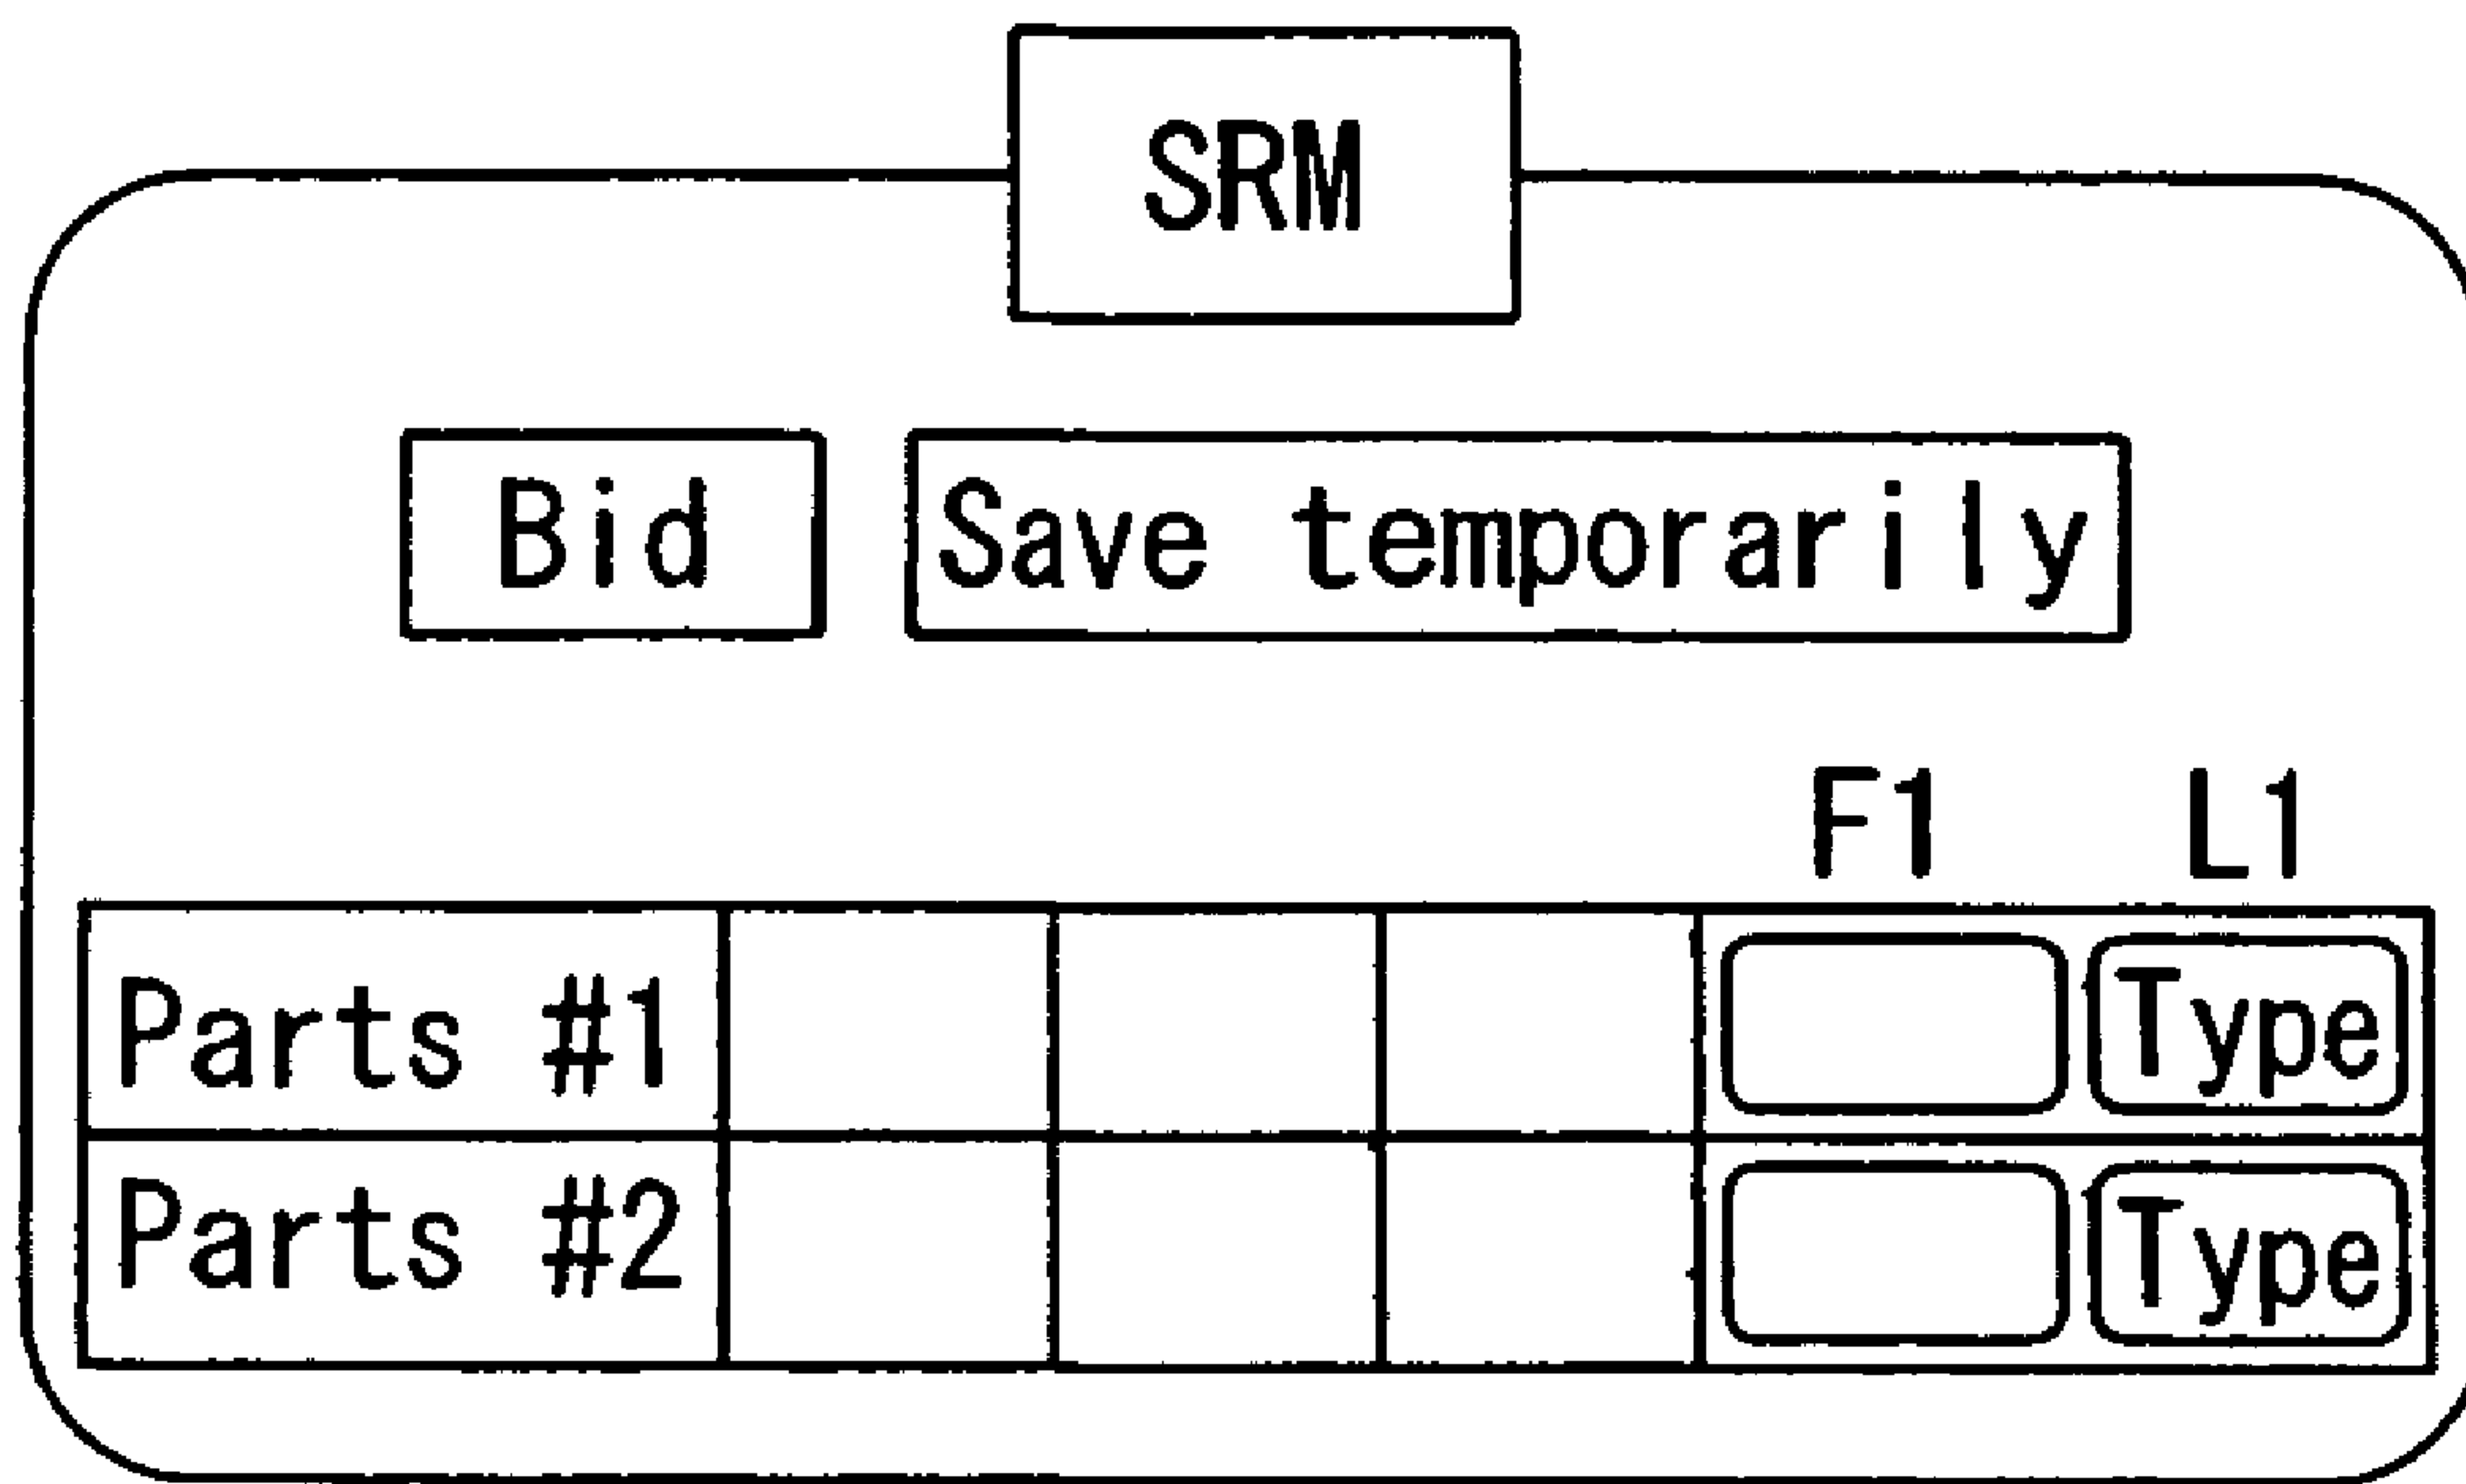 SRM
Bid Save temporarily
F1 L1
Parts #1 Type
Parts #2 Type